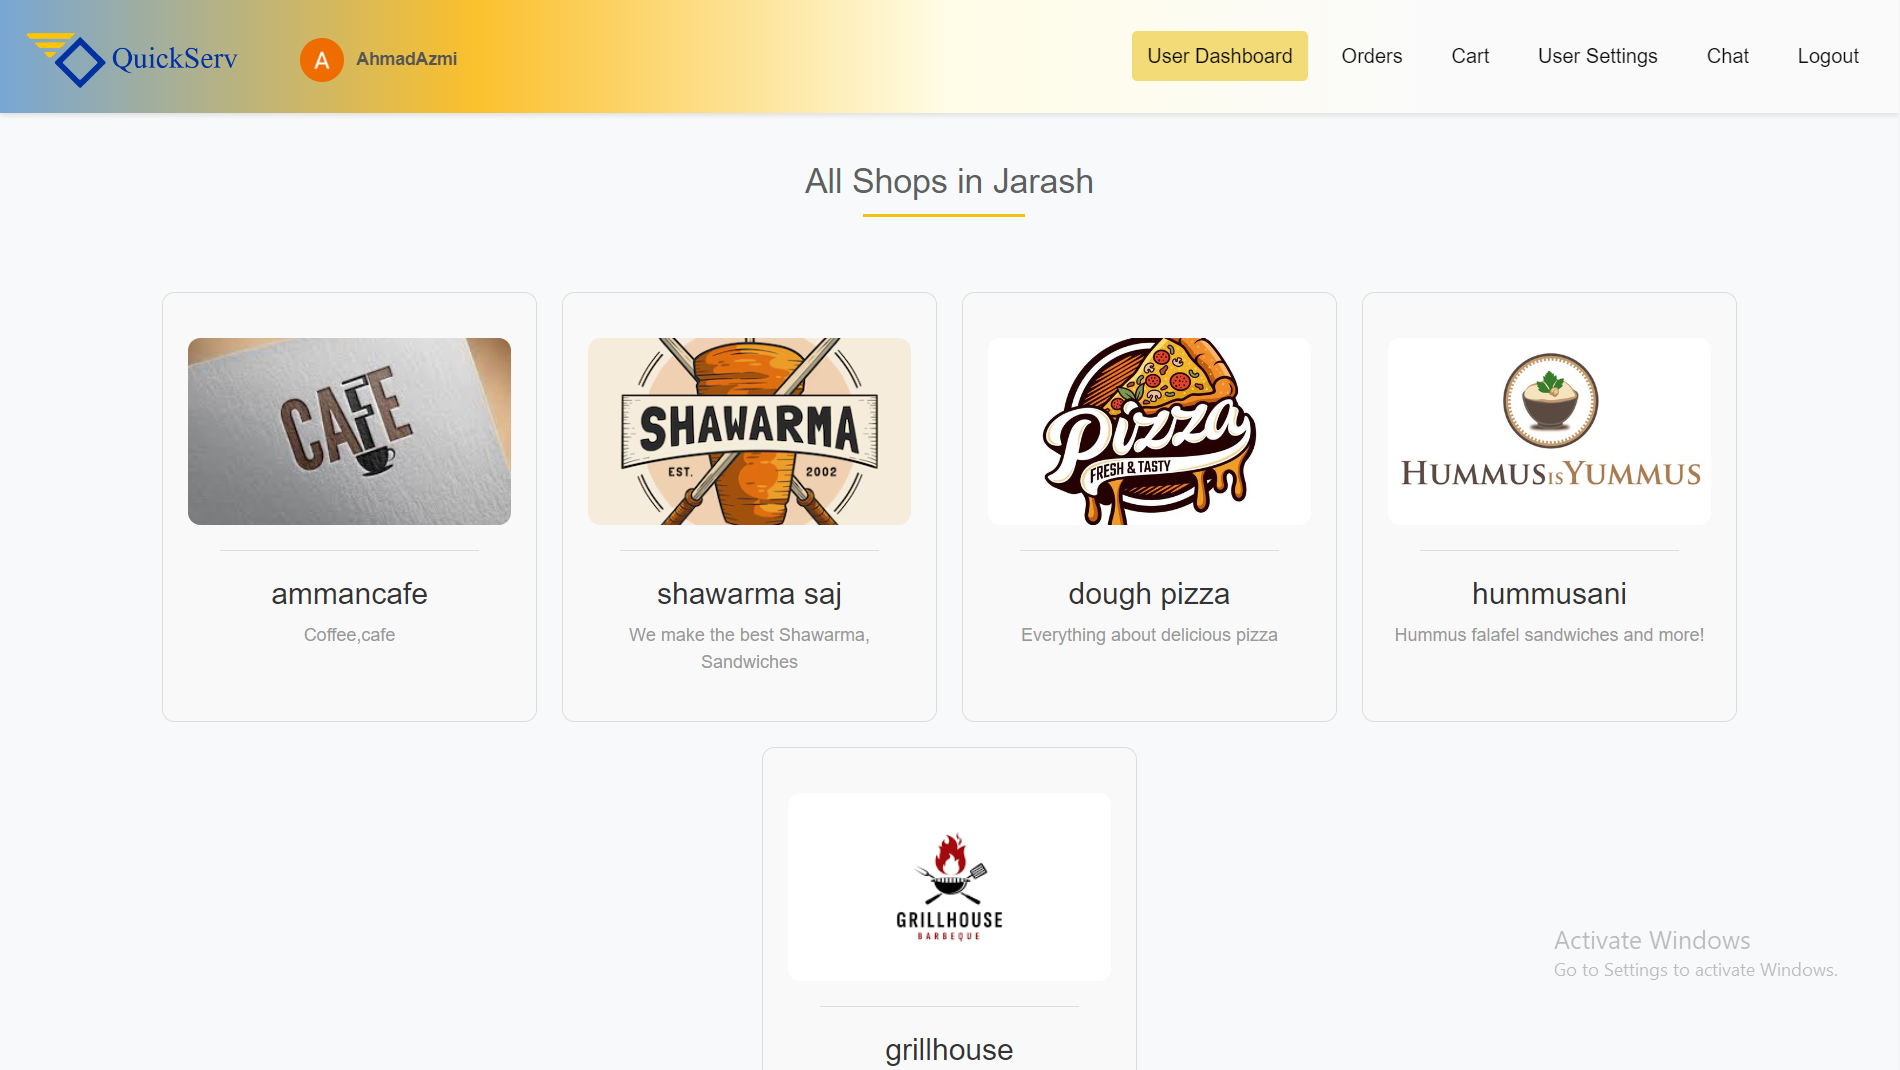 QuickServ
A
AhmadAzmi
User Dashboard
Orders
Cart
User Settings
Chat
Logout
All Shops in Jarash
CAFE
SHAWARMA
EST. 2002
Pizza
FRESH & TASTY
HUMMUS IS YUMMUS
ammancafe
Coffee,cafe
shawarma saj
We make the best Shawarma,
Sandwiches
dough pizza
Everything about delicious pizza
hummusani
Hummus falafel sandwiches and more!
GRILLHOUSE
BARBEQUE
grillhouse
Activate Windows
Go to Settings to activate Windows.